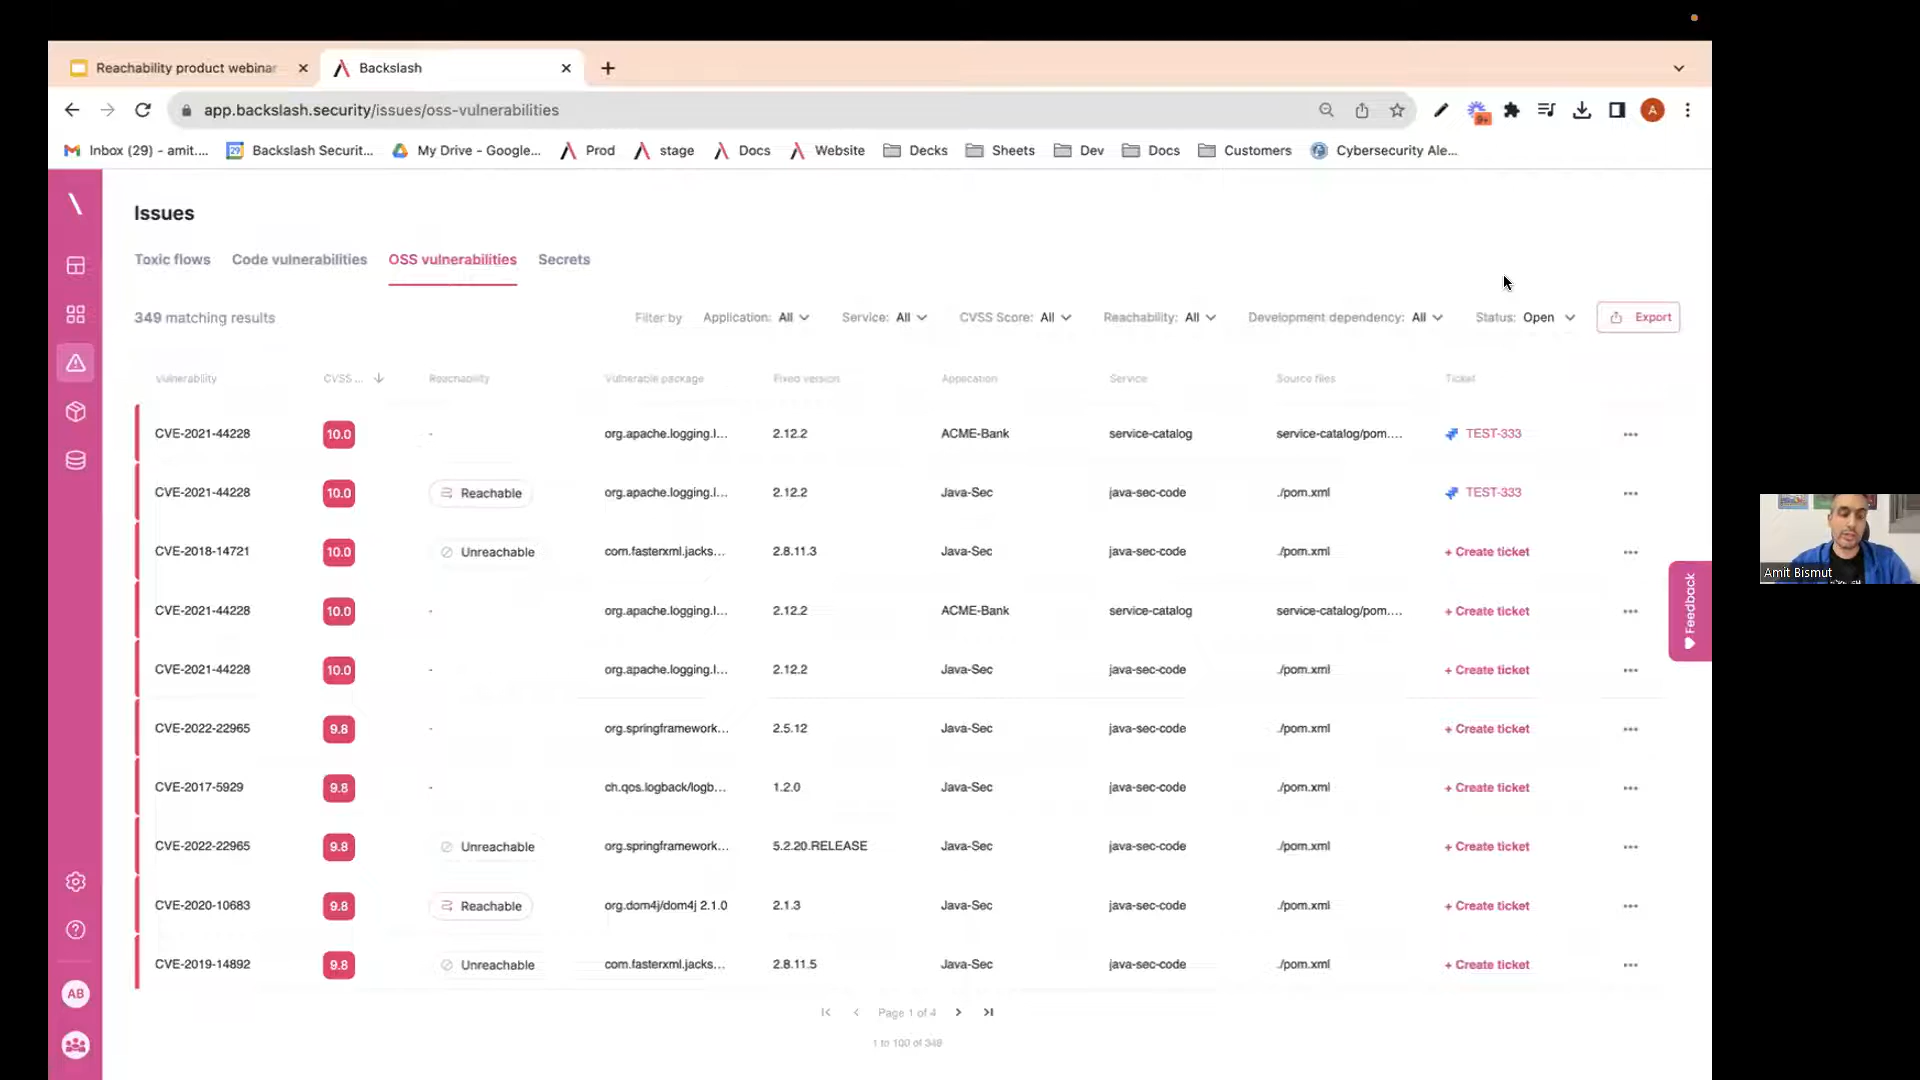 Reachability product webinar
Backslash
app.backslash.security/issues/oss-vulnerabilities
9+
A
Inbox (29) - amit....
Backslash Securit...
My Drive - Google...
Prod
stage
Docs
Website
Decks
Sheets
Dev
Docs
Customers
Cybersecurity Ale...
Issues
Toxic flows Code vulnerabilities OSS vulnerabilities Secrets
349 matching results Filter by Application: All Service: All CVSS Score: All Reachability: All Development dependency: All Status: Open Export
Vulnerability CVSS ... Reachability Vulnerable package Fixed version Application Service Source files Ticket
CVE-2021-44228 10.0 - org.apache.logging.l... 2.12.2 ACME-Bank service-catalog service-catalog/pom.... TEST-333 ...
CVE-2021-44228 10.0 Reachable org.apache.logging.l... 2.12.2 Java-Sec java-sec-code ./pom.xml TEST-333 ...
CVE-2018-14721 10.0 Unreachable com.fasterxml.jacks... 2.8.11.3 Java-Sec java-sec-code ./pom.xml + Create ticket ...
CVE-2021-44228 10.0 - org.apache.logging.l... 2.12.2 ACME-Bank service-catalog service-catalog/pom.... + Create ticket ...
CVE-2021-44228 10.0 - org.apache.logging.l... 2.12.2 Java-Sec java-sec-code ./pom.xml + Create ticket ...
CVE-2022-22965 9.8 - org.springframework... 2.5.12 Java-Sec java-sec-code ./pom.xml + Create ticket ...
CVE-2017-5929 9.8 - ch.qos.logback/logb... 1.2.0 Java-Sec java-sec-code ./pom.xml + Create ticket ...
CVE-2022-22965 9.8 Unreachable org.springframework... 5.2.20.RELEASE Java-Sec java-sec-code ./pom.xml + Create ticket ...
CVE-2020-10683 9.8 Reachable org.dom4j/dom4j 2.1.0 2.1.3 Java-Sec java-sec-code ./pom.xml + Create ticket ...
CVE-2019-14892 9.8 Unreachable com.fasterxml.jacks... 2.8.11.5 Java-Sec java-sec-code ./pom.xml + Create ticket ...
Page 1 of 4
1 to 100 of 349
AB
Feedback
Amit Bismut